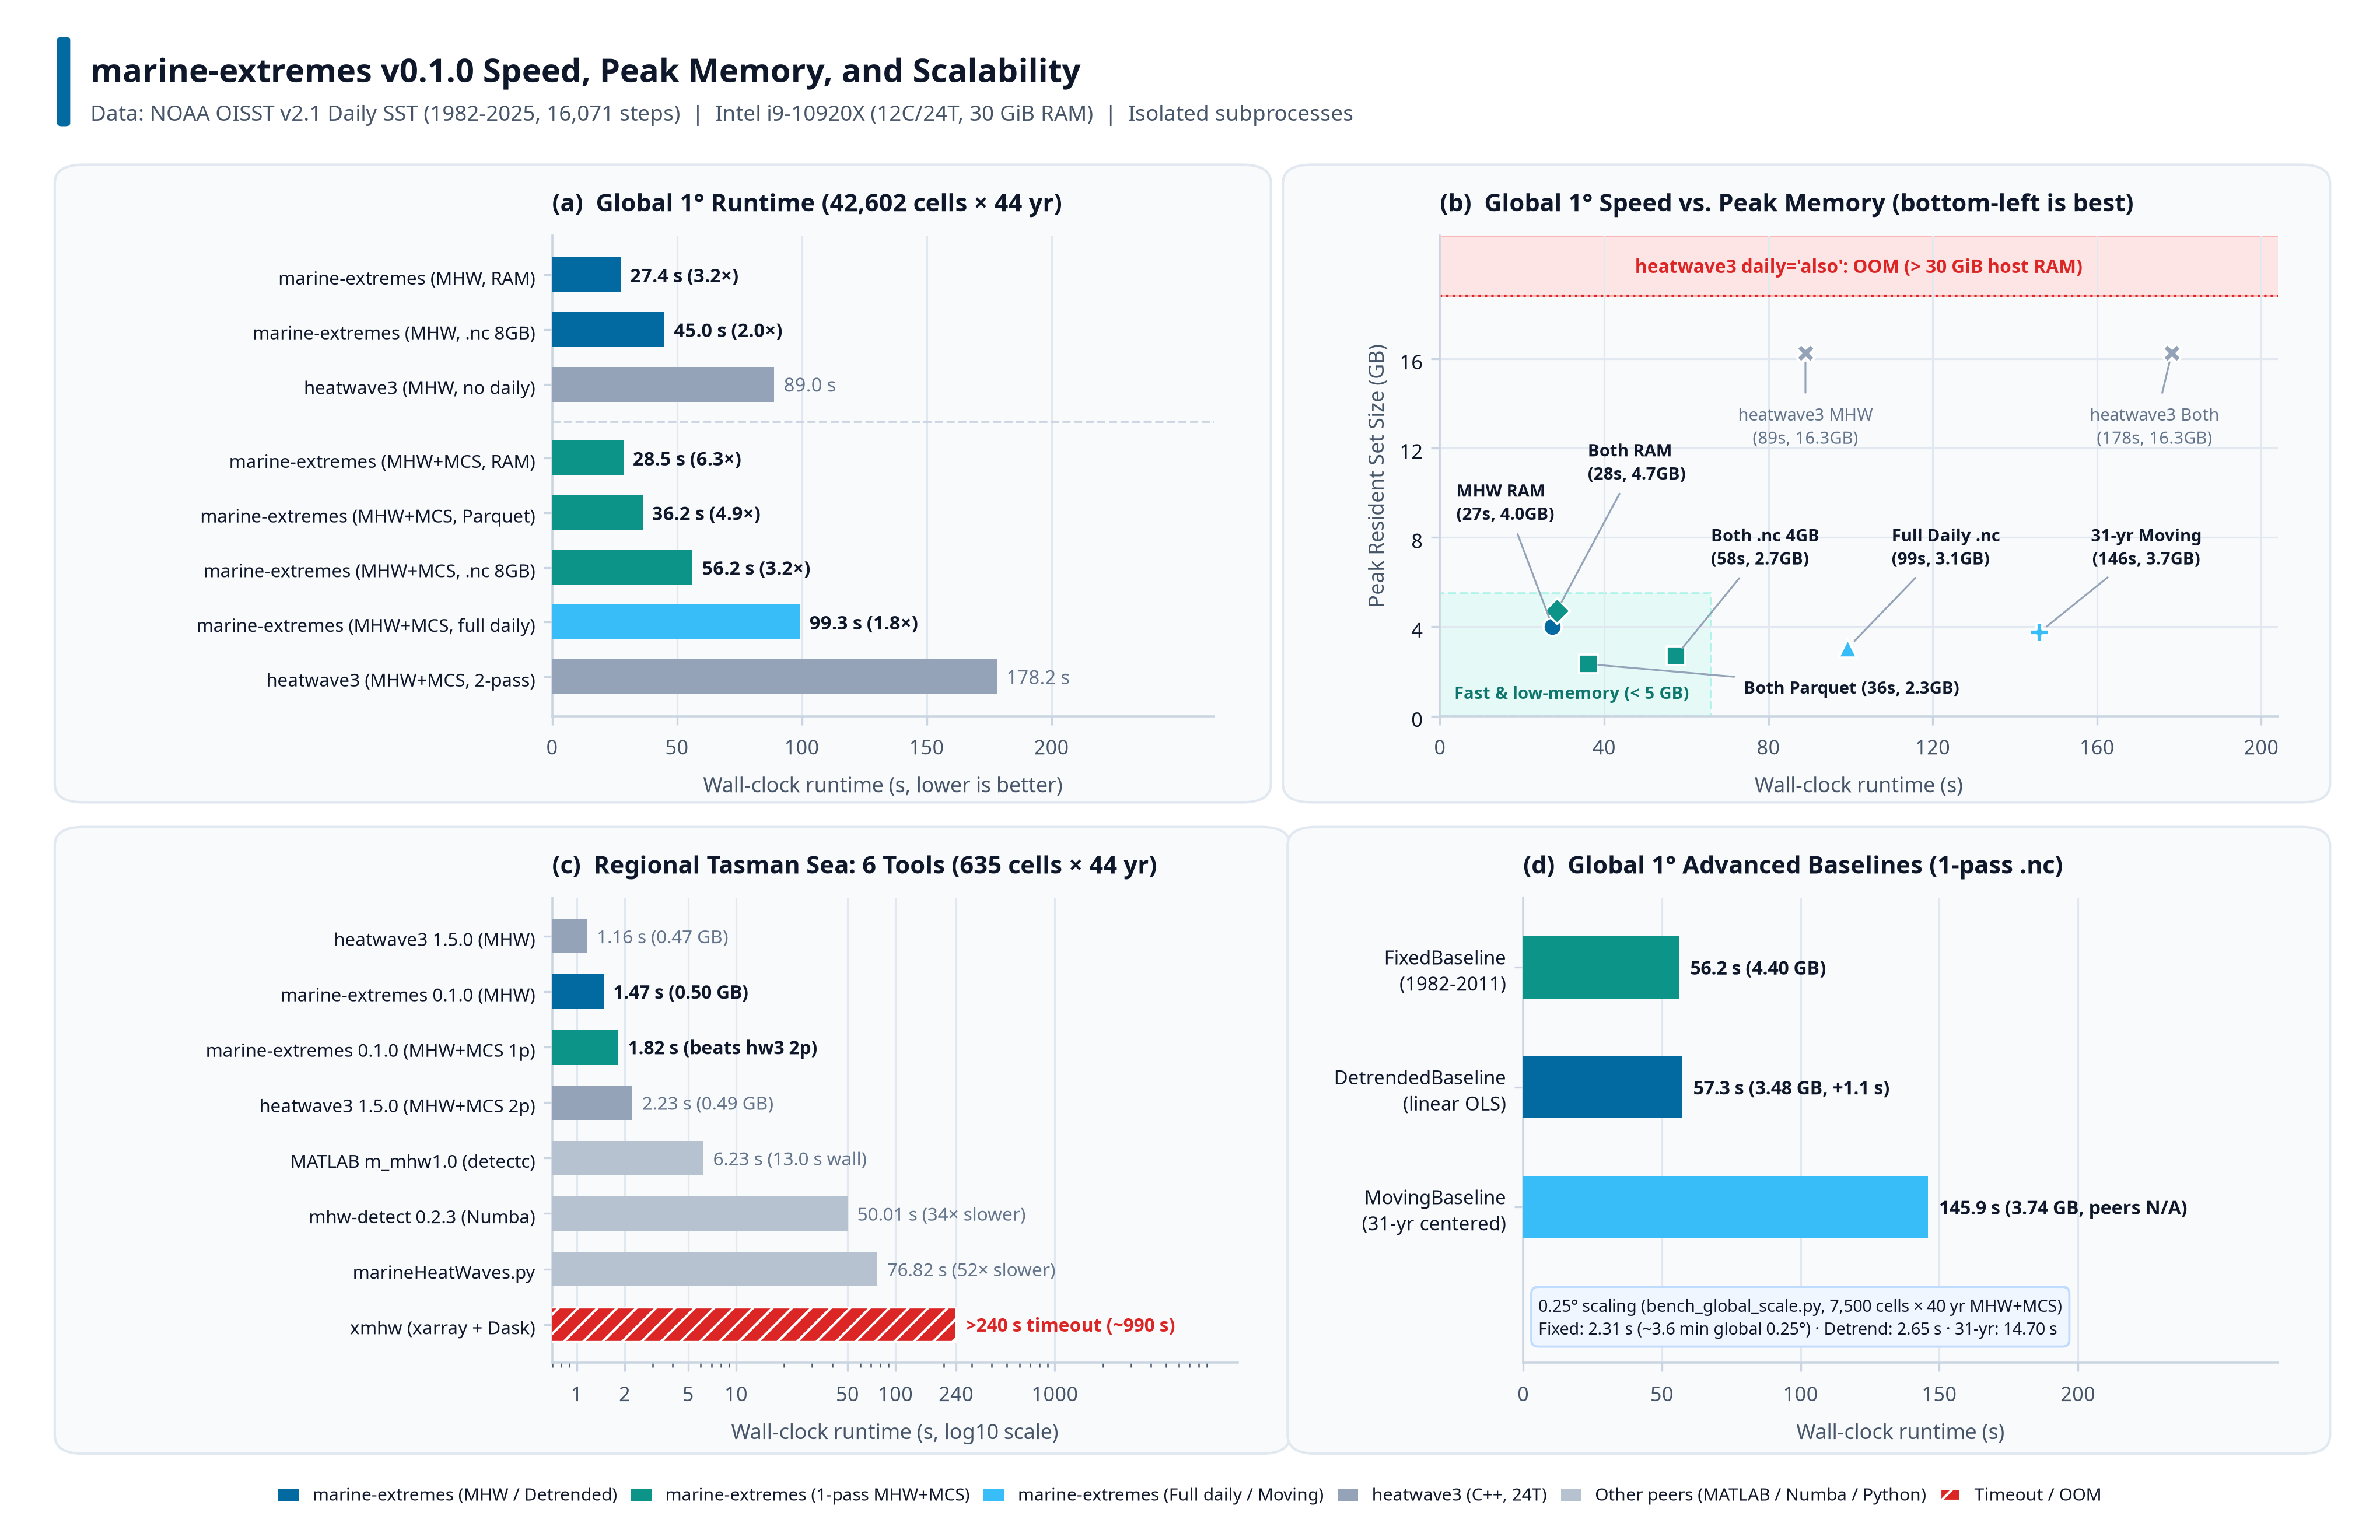 marine-extremes v0.1.0 Speed, Peak Memory, and Scalability
Data: NOAA OISST v2.1 Daily SST (1982-2025, 16,071 steps) | Intel i9-10920X (12C/24T, 30 GiB RAM) | Isolated subprocesses
(a) Global 1° Runtime (42,602 cells × 44 yr)
marine-extremes (MHW, RAM)
27.4 s (3.2×)
marine-extremes (MHW, .nc 8GB)
45.0 s (2.0×)
heatwave3 (MHW, no daily)
89.0 s
marine-extremes (MHW+MCS, RAM)
28.5 s (6.3×)
marine-extremes (MHW+MCS, Parquet)
36.2 s (4.9×)
marine-extremes (MHW+MCS, .nc 8GB)
56.2 s (3.2×)
marine-extremes (MHW+MCS, full daily)
99.3 s (1.8×)
heatwave3 (MHW+MCS, 2-pass)
178.2 s
0 50 100 150 200
Wall-clock runtime (s, lower is better)
(b) Global 1° Speed vs. Peak Memory (bottom-left is best)
heatwave3 daily='also': OOM (> 30 GiB host RAM)
Peak Resident Set Size (GB)
16
12
8
4
0
heatwave3 MHW
(89s, 16.3GB)
heatwave3 Both
(178s, 16.3GB)
Both RAM
(28s, 4.7GB)
MHW RAM
(27s, 4.0GB)
Both .nc 4GB
(58s, 2.7GB)
Full Daily .nc
(99s, 3.1GB)
31-yr Moving
(146s, 3.7GB)
Both Parquet (36s, 2.3GB)
Fast & low-memory (< 5 GB)
0 40 80 120 160 200
Wall-clock runtime (s)
(c) Regional Tasman Sea: 6 Tools (635 cells × 44 yr)
heatwave3 1.5.0 (MHW)
1.16 s (0.47 GB)
marine-extremes 0.1.0 (MHW)
1.47 s (0.50 GB)
marine-extremes 0.1.0 (MHW+MCS 1p)
1.82 s (beats hw3 2p)
heatwave3 1.5.0 (MHW+MCS 2p)
2.23 s (0.49 GB)
MATLAB m_mhw1.0 (detectc)
6.23 s (13.0 s wall)
mhw-detect 0.2.3 (Numba)
50.01 s (34× slower)
marineHeatWaves.py
76.82 s (52× slower)
xmhw (xarray + Dask)
>240 s timeout (~990 s)
1 2 5 10 50 100 240 1000
Wall-clock runtime (s, log10 scale)
(d) Global 1° Advanced Baselines (1-pass .nc)
FixedBaseline
(1982-2011)
56.2 s (4.40 GB)
DetrendedBaseline
(linear OLS)
57.3 s (3.48 GB, +1.1 s)
MovingBaseline
(31-yr centered)
145.9 s (3.74 GB, peers N/A)
0.25° scaling (bench_global_scale.py, 7,500 cells × 40 yr MHW+MCS)
Fixed: 2.31 s (~3.6 min global 0.25°) · Detrend: 2.65 s · 31-yr: 14.70 s
0 50 100 150 200
Wall-clock runtime (s)
marine-extremes (MHW / Detrended) marine-extremes (1-pass MHW+MCS) marine-extremes (Full daily / Moving) heatwave3 (C++, 24T) Other peers (MATLAB / Numba / Python) Timeout / OOM